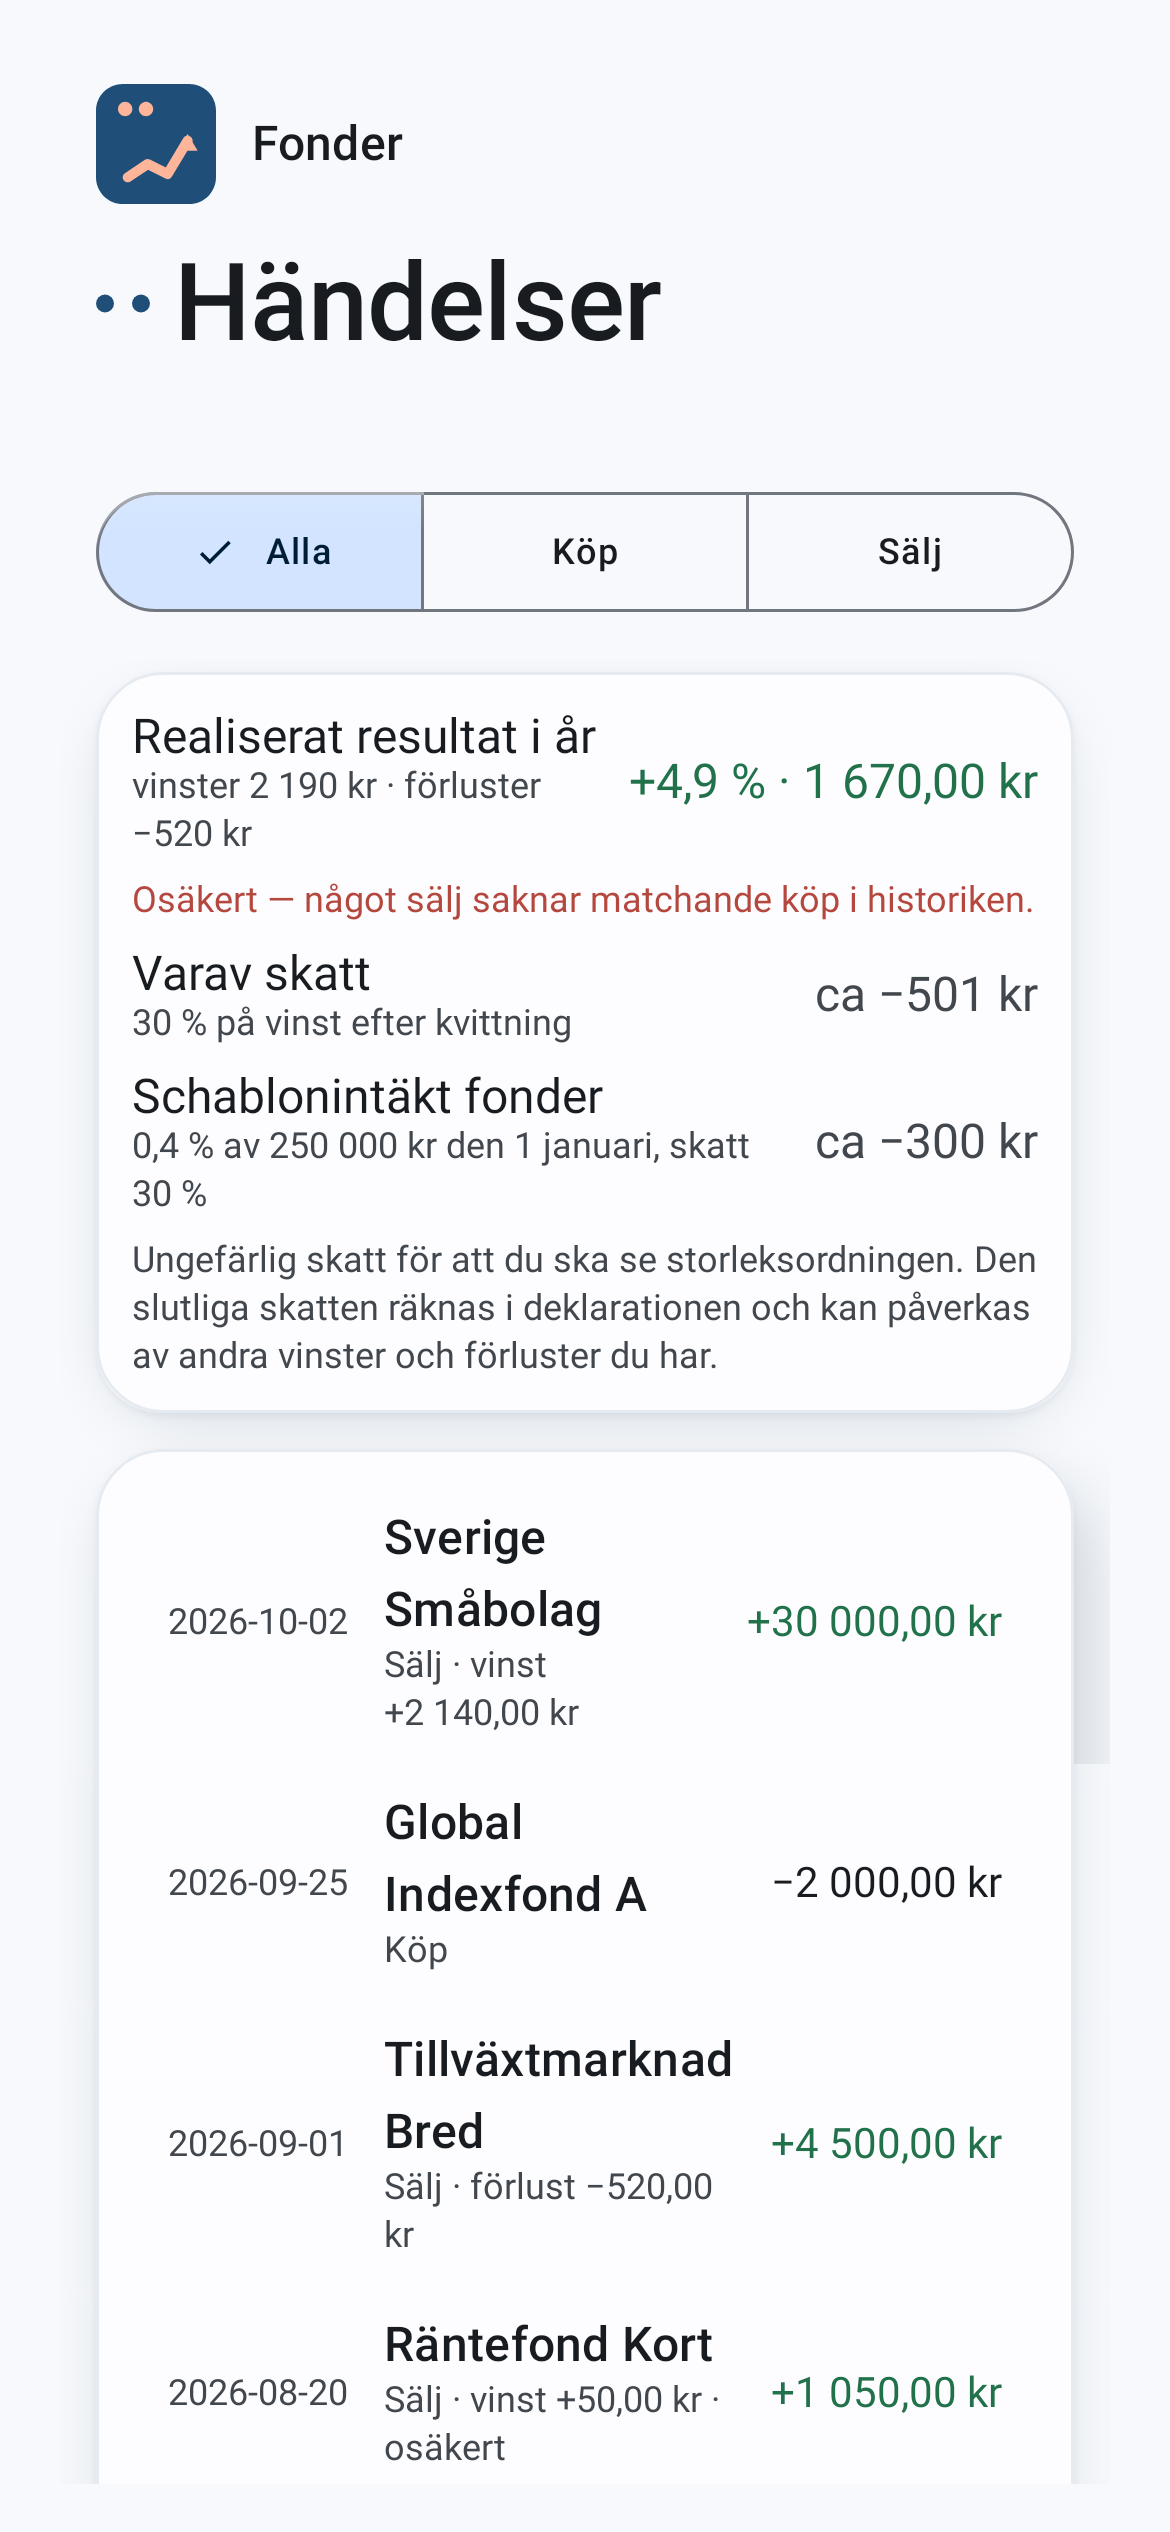 Fonder
Händelser
Alla
Köp
Sälj
Realiserat resultat i år
vinster 2 190 kr · förluster
−520 kr
+4,9 % · 1 670,00 kr
Osäkert — något sälj saknar matchande köp i historiken.
Varav skatt
30 % på vinst efter kvittning
ca −501 kr
Schablonintäkt fonder
0,4 % av 250 000 kr den 1 januari, skatt
30 %
ca −300 kr
Ungefärlig skatt för att du ska se storleksordningen. Den
slutliga skatten räknas i deklarationen och kan påverkas
av andra vinster och förluster du har.
2026-10-02
Sverige
Småbolag
Sälj · vinst
+2 140,00 kr
+30 000,00 kr
2026-09-25
Global
Indexfond A
Köp
−2 000,00 kr
2026-09-01
Tillväxtmarknad
Bred
Sälj · förlust −520,00
kr
+4 500,00 kr
2026-08-20
Räntefond Kort
Sälj · vinst +50,00 kr ·
osäkert
+1 050,00 kr